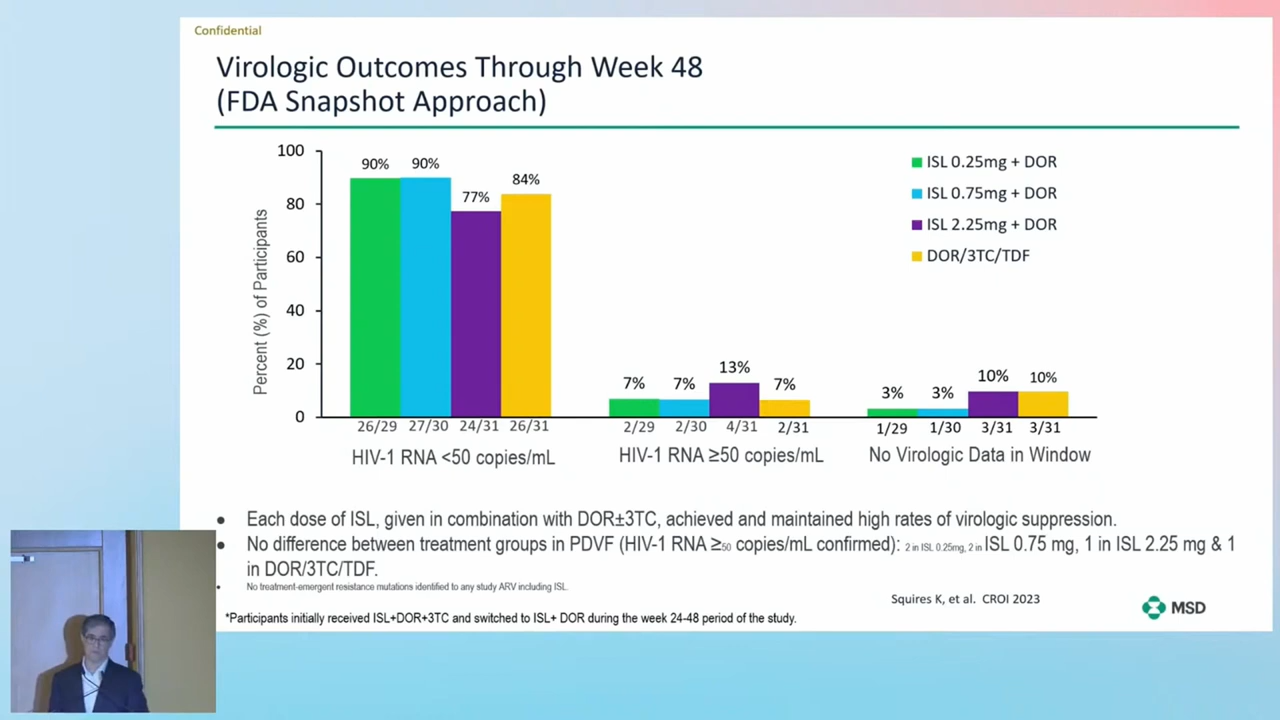 Confidential
Virologic Outcomes Through Week 48
(FDA Snapshot Approach)
Percent (%) of Participants
100
80
60
40
20
0
90%
90%
77%
84%
7%
7%
13%
7%
3%
3%
10%
10%
ISL 0.25mg + DOR
ISL 0.75mg + DOR
ISL 2.25mg + DOR
DOR/3TC/TDF
26/29 27/30 24/31 26/31
2/29 2/30 4/31 2/31
1/29 1/30 3/31 3/31
HIV-1 RNA <50 copies/mL
HIV-1 RNA ≥50 copies/mL
No Virologic Data in Window
● Each dose of ISL, given in combination with DOR±3TC, achieved and maintained high rates of virologic suppression.
● No difference between treatment groups in PDVF (HIV-1 RNA ≥50 copies/mL confirmed): 2 in ISL 0.25mg, 2 in ISL 0.75 mg, 1 in ISL 2.25 mg & 1
in DOR/3TC/TDF.
• No treatment-emergent resistance mutations identified to any study ARV including ISL.
Squires K, et al. CROI 2023
MSD
*Participants initially received ISL+DOR+3TC and switched to ISL+ DOR during the week 24-48 period of the study.